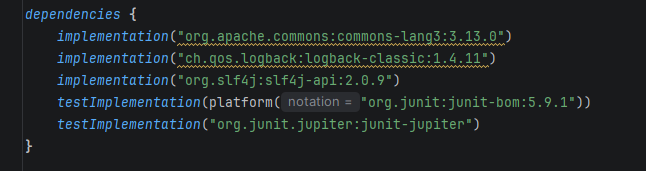 dependencies {
implementation("org.apache.commons:commons-lang3:3.13.0")
implementation("ch.qos.logback:logback-classic:1.4.11")
implementation("org.slf4j:slf4j-api:2.0.9")
testImplementation(platform( notation = "org.junit:junit-bom:5.9.1"))
testImplementation("org.junit.jupiter:junit-jupiter")
}